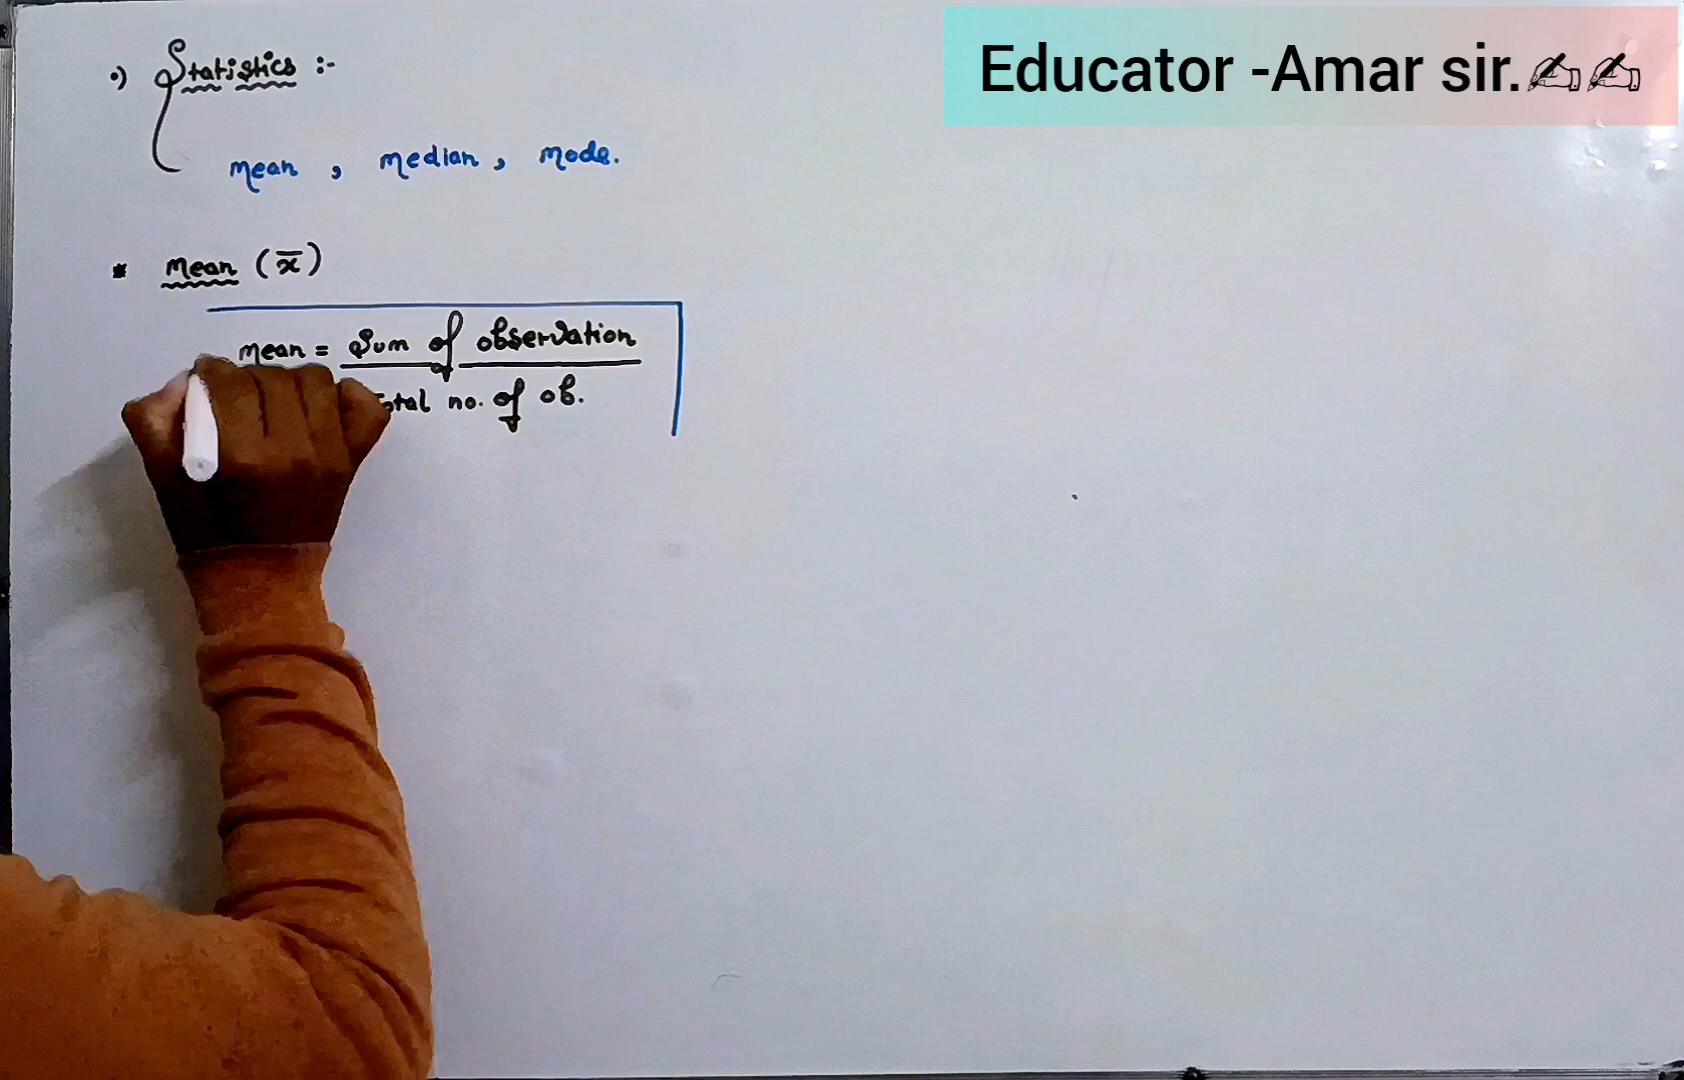 •) Statistics :-
Educator -Amar sir.✍✍
mean , median , mode.
* Mean (x̄)
mean = Sum of observation
no. of ob.